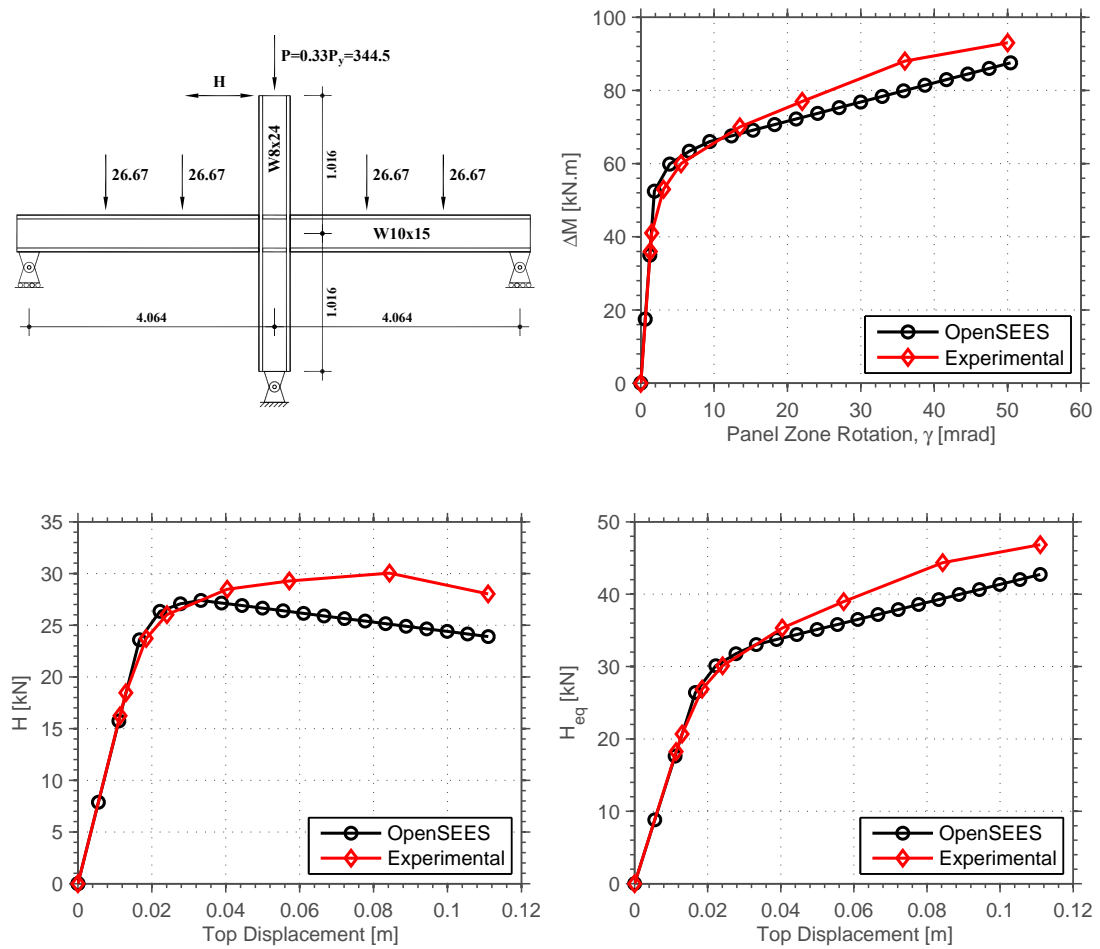 P=0.33Py=344.5
H
W8x24
1.016
26.67
26.67
26.67
26.67
W10x15
1.016
4.064
4.064
100
80
60
40
20
0
ΔM [kN.m]
OpenSEES
Experimental
0 10 20 30 40 50 60
Panel Zone Rotation, γ [mrad]
35
30
25
20
15
10
5
0
H [kN]
OpenSEES
Experimental
0 0.02 0.04 0.06 0.08 0.1 0.12
Top Displacement [m]
50
40
30
20
10
0
Heq [kN]
OpenSEES
Experimental
0 0.02 0.04 0.06 0.08 0.1 0.12
Top Displacement [m]